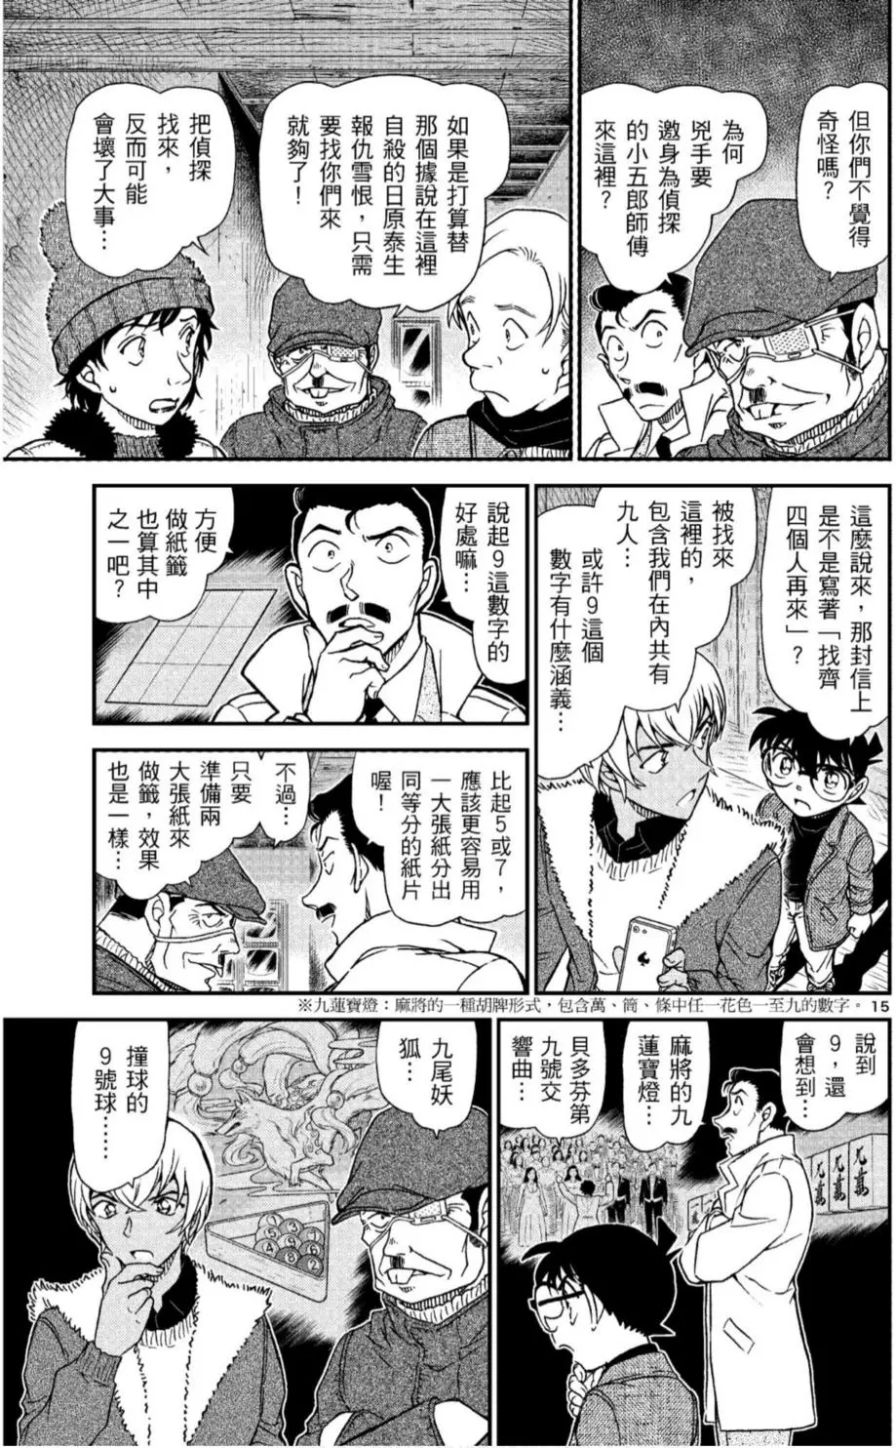 但你們不覺得
奇怪嗎？
為何
兇手要
邀身為偵探
的小五郎師傅
來這裡？
如果是打算替
那個據說在這裡
自殺的日原泰生
報仇雪恨，只需
要找你們來
就夠了！
把偵探
找來，
反而可能
會壞了大事…
這麼說來，那封信上
是不是寫著「找齊
四個人再來」？
被找來
這裡的，
包含我們在內共有
九人…
或許9這個
數字有什麼涵義…
說起9這數字的
好處嘛…
方便
做紙籤
也算其中
之一吧？
比起5或7，
應該更容易用
一大張紙分出
同等分的紙片
喔！
不過…
只要
準備兩
大張紙來
做籤，效果
也是一樣…
※九蓮寶燈：麻將的一種胡牌形式，包含萬、筒、條中任一花色一至九的數字。 15
說到
9，還
會想到…
麻將的九
蓮寶燈…
貝多芬第
九號交
響曲…
九尾妖
狐…
撞球的
9號球……
九萬
九萬